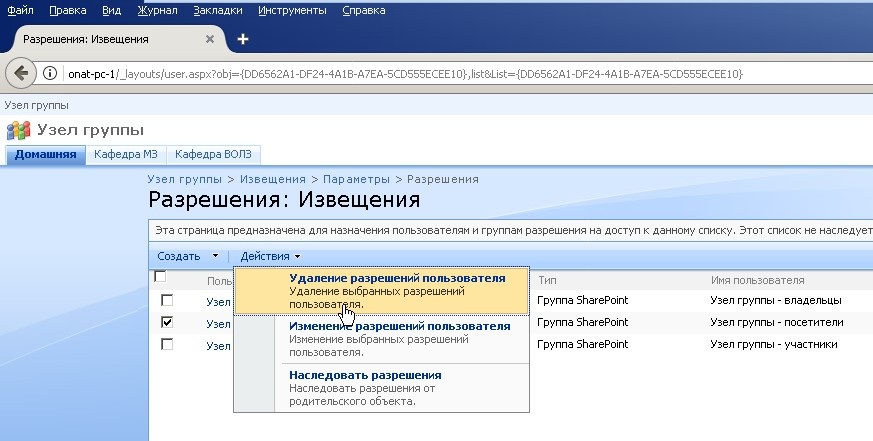 Файл Правка Вид Журнал Закладки Инструменты Справка
Разрешения: Извещения
onat-pc-1/_layouts/user.aspx?obj={DD6562A1-DF24-4A1B-A7EA-5CD555ECEE10},list&List={DD6562A1-DF24-4A1B-A7EA-5CD555ECEE10}
Узел группы
Узел группы
Домашняя Кафедра МЗ Кафедра ВОЛЗ
Узел группы > Извещения > Параметры > Разрешения
Разрешения: Извещения
Эта страница предназначена для назначения пользователям и группам разрешения на доступ к данному списку. Этот список не наследует
Создать Действия
Поль Тип Имя пользователя
Удаление разрешений пользователя
Удаление выбранных разрешений
пользователя.
Узел Группа SharePoint Узел группы - владельцы
Узел Группа SharePoint Узел группы - посетители
Изменение разрешений пользователя
Изменение выбранных разрешений
пользователя.
Узел Группа SharePoint Узел группы - участники
Наследовать разрешения
Наследовать разрешения от
родительского объекта.